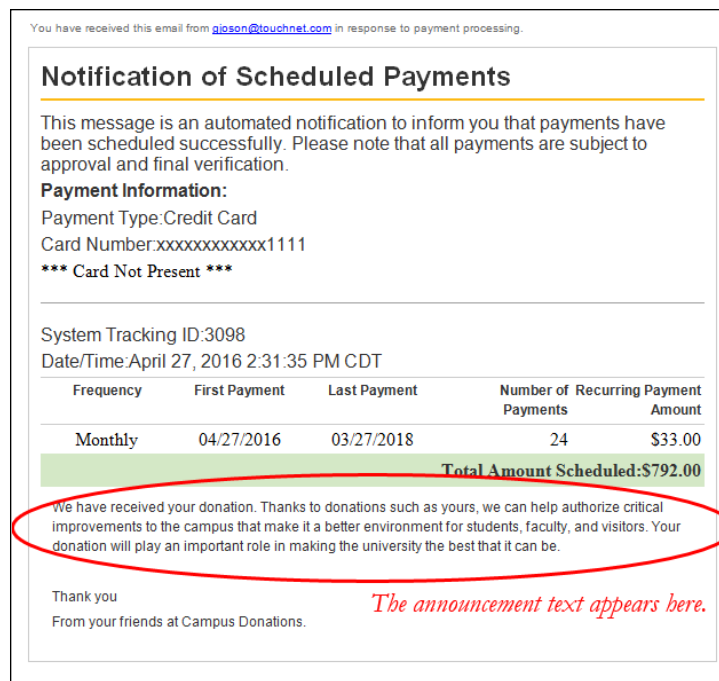 You have received this email from gjoson@touchnet.com in response to payment processing.
Notification of Scheduled Payments
This message is an automated notification to inform you that payments have
been scheduled successfully. Please note that all payments are subject to
approval and final verification.
Payment Information:
Payment Type:Credit Card
Card Number:xxxxxxxxxxxx1111
*** Card Not Present ***
System Tracking ID:3098
Date/Time:April 27, 2016 2:31:35 PM CDT
Frequency First Payment Last Payment Number of Recurring Payment
Payments Amount
Monthly 04/27/2016 03/27/2018 24 $33.00
Total Amount Scheduled:$792.00
We have received your donation. Thanks to donations such as yours, we can help authorize critical
improvements to the campus that make it a better environment for students, faculty, and visitors. Your
donation will play an important role in making the university the best that it can be.
Thank you
The announcement text appears here.
From your friends at Campus Donations.